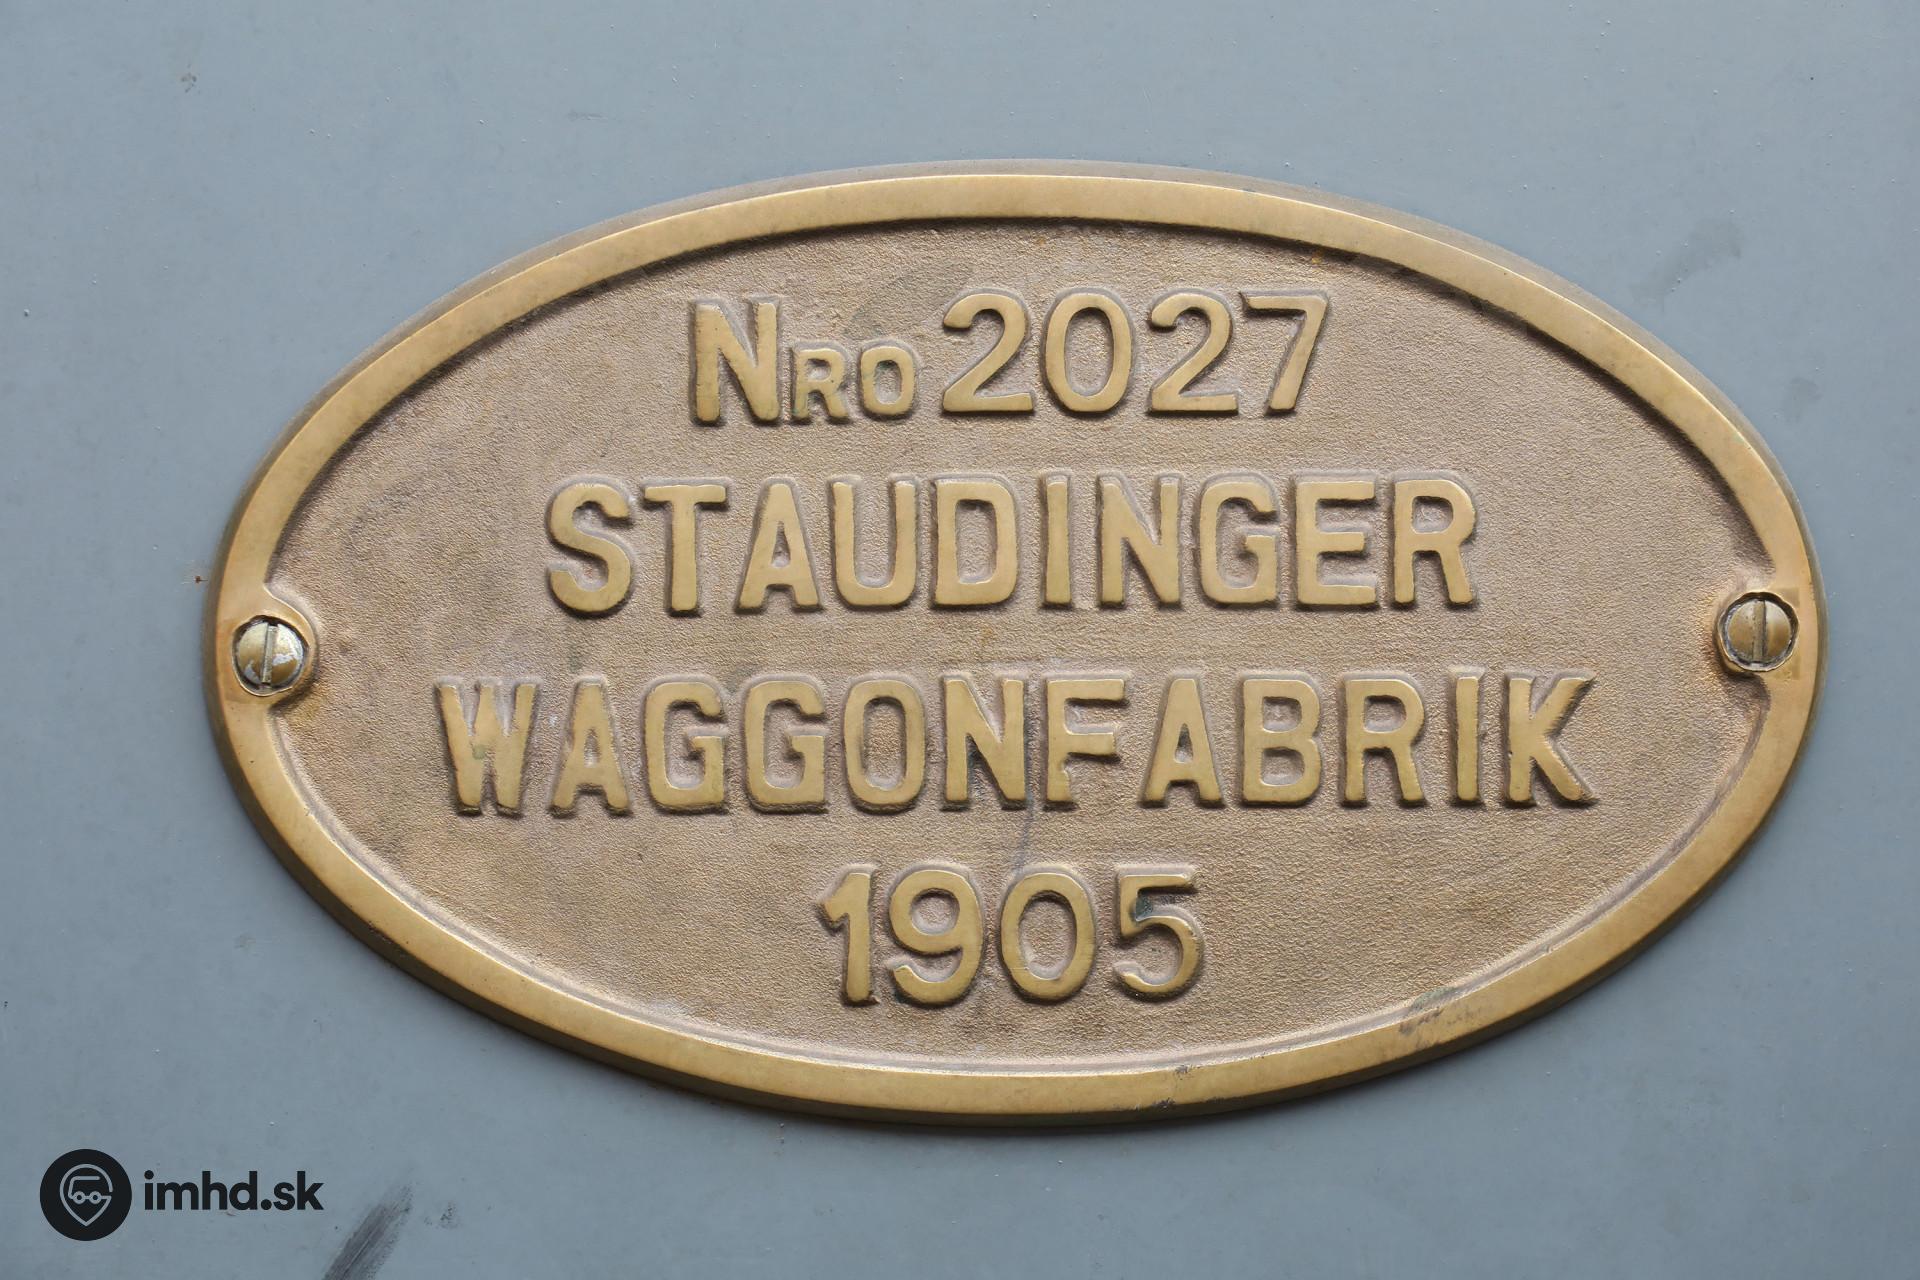 NRO 2027
STAUDINGER
WAGGONFABRIK
1905
imhd.sk